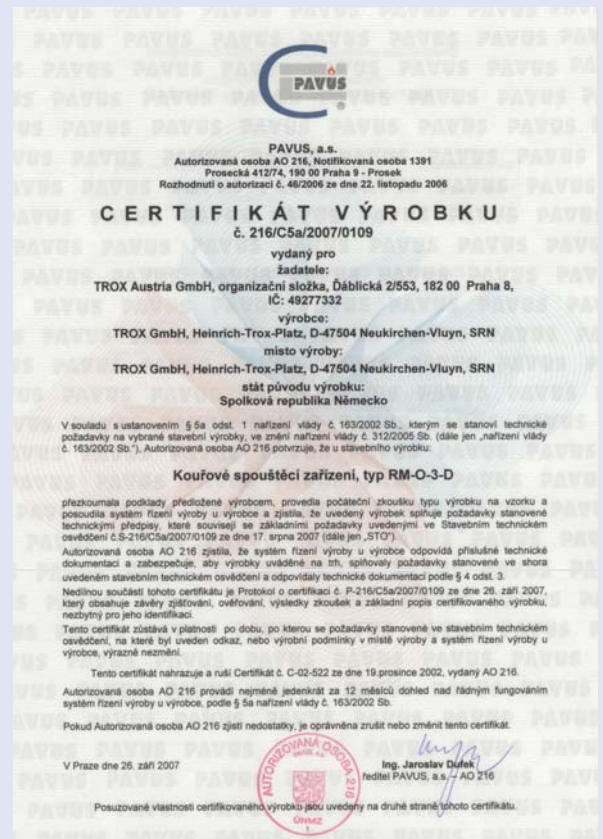 PAVUS
PAVUS, a.s.
Autorizovaná osoba AO 216, Notifikovaná osoba 1391
Prosecká 412/74, 190 00 Praha 9 - Prosek
Rozhodnutí o autorizaci č. 46/2006 ze dne 22. listopadu 2006
CERTIFIKÁT VÝROBKU
č. 216/C5a/2007/0109
vydaný pro
žadatele:
TROX Austria GmbH, organizační složka, Ďáblická 2/553, 182 00 Praha 8,
IČ: 49277332
výrobce:
TROX GmbH, Heinrich-Trox-Platz, D-47504 Neukirchen-Vluyn, SRN
místo výroby:
TROX GmbH, Heinrich-Trox-Platz, D-47504 Neukirchen-Vluyn, SRN
stát původu výrobku:
Spolková republika Německo
V souladu s ustanovením § 5a odst. 1 nařízení vlády č. 163/2002 Sb., kterým se stanoví technické
požadavky na vybrané stavební výrobky, ve znění nařízení vlády č. 312/2005 Sb. (dále jen „nařízení vlády
č. 163/2002 Sb."), Autorizovaná osoba AO 216 potvrzuje, že u stavebního výrobku:
Kouřové spouštěcí zařízení, typ RM-O-3-D
přezkoumala podklady předložené výrobcem, provedla počáteční zkoušku typu výrobku na vzorku a
posoudila systém řízení výroby u výrobce a zjistila, že uvedený výrobek splňuje požadavky stanovené
technickými předpisy, které souvisejí se základními požadavky uvedenými ve Stavebním technickém
osvědčení č.S-216/C5a/2007/0109 ze dne 17. srpna 2007 (dále jen „STO")
Autorizovaná osoba AO 216 zjistila, že systém řízení výroby u výrobce odpovídá příslušné technické
dokumentaci a zabezpečuje, aby výrobky uváděné na trh, splňovaly požadavky stanovené ve shora
uvedeném stavebním technickém osvědčení a odpovídaly technické dokumentaci podle § 4 odst. 3.
Nedílnou součástí tohoto certifikátu je Protokol o certifikaci č. P-216/C5a/2007/0109 ze dne 26. září 2007,
který obsahuje závěry zjišťování, ověřování, výsledky zkoušek a základní popis certifikovaného výrobku,
nezbytný pro jeho identifikaci.
Tento certifikát zůstává v platnosti po dobu, po kterou se požadavky stanovené ve stavebním technickém
osvědčení, na které byl uveden odkaz, nebo výrobní podmínky v místě výroby a systém řízení výroby u
výrobce, výrazně nezmění.
Tento certifikát nahrazuje a ruší Certifikát č. C-02-522 ze dne 19.prosince 2002, vydaný AO 216.
Autorizovaná osoba AO 216 provádí nejméně jedenkrát za 12 měsíců dohled nad řádným fungováním
systém řízení výroby u výrobce, podle § 5a nařízení vlády č. 163/2002 Sb.
Pokud Autorizovaná osoba AO 216 zjistí nedostatky, je oprávněna zrušit nebo změnit tento certifikát.
V Praze dne 26. září 2007
Ing. Jaroslav Dufek
ředitel PAVUS, a.s. – AO 216
AUTORIZOVANÁ OSOBA 216
ÚNMZ
Posuzované vlastnosti certifikovaného výrobku jsou uvedeny na druhé straně tohoto certifikátu.